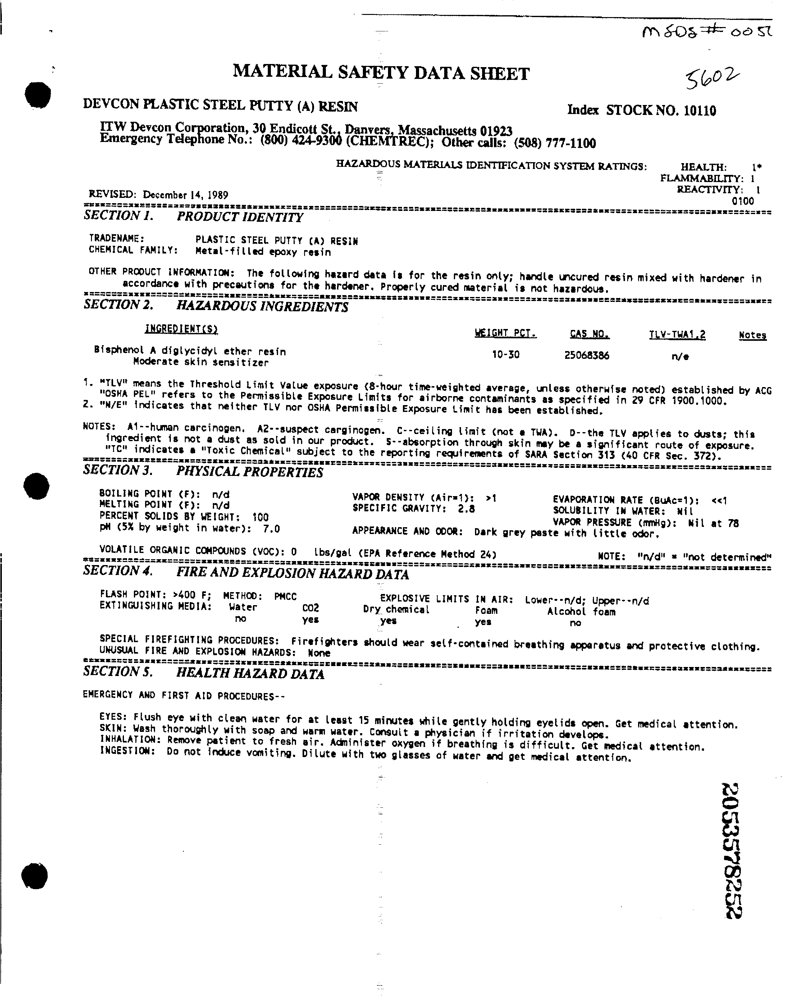 MSDS # 0051
5602
MATERIAL SAFETY DATA SHEET
DEVCON PLASTIC STEEL PUTTY (A) RESIN
Index STOCK NO. 10110
ITW Devcon Corporation, 30 Endicott St., Danvers, Massachusetts 01923
Emergency Telephone No.: (800) 424-9300 (CHEMTREC); Other calls: (508) 777-1100
HAZARDOUS MATERIALS IDENTIFICATION SYSTEM RATINGS: HEALTH: 1*
FLAMMABILITY: 1
REACTIVITY: 1
0100
REVISED: December 14, 1989
SECTION 1. PRODUCT IDENTITY
TRADENAME: PLASTIC STEEL PUTTY (A) RESIN
CHEMICAL FAMILY: Metal-filled epoxy resin
OTHER PRODUCT INFORMATION: The following hazard data is for the resin only; handle uncured resin mixed with hardener in
accordance with precautions for the hardener. Properly cured material is not hazardous.
SECTION 2. HAZARDOUS INGREDIENTS
INGREDIENT(S) WEIGHT PCT. CAS NO. TLV-TWA1,2 Notes
Bisphenol A diglycidyl ether resin 10-30 25068386 n/e
Moderate skin sensitizer
1. "TLV" means the Threshold Limit Value exposure (8-hour time-weighted average, unless otherwise noted) established by ACG
"OSHA PEL" refers to the Permissible Exposure Limits for airborne contaminants as specified in 29 CFR 1900.1000.
2. "N/E" indicates that neither TLV nor OSHA Permissible Exposure Limit has been established.
NOTES: A1--human carcinogen. A2--suspect carginogen. C--ceiling limit (not a TWA). D--the TLV applies to dusts; this
ingredient is not a dust as sold in our product. S--absorption through skin may be a significant route of exposure.
"TC" indicates a "Toxic Chemical" subject to the reporting requirements of SARA Section 313 (40 CFR Sec. 372).
SECTION 3. PHYSICAL PROPERTIES
BOILING POINT (F): n/d VAPOR DENSITY (Air=1): >1 EVAPORATION RATE (BuAc=1): <<1
MELTING POINT (F): n/d SPECIFIC GRAVITY: 2.8 SOLUBILITY IN WATER: Nil
PERCENT SOLIDS BY WEIGHT: 100 VAPOR PRESSURE (mmHg): Nil at 78
pH (5% by weight in water): 7.0 APPEARANCE AND ODOR: Dark grey paste with little odor.
VOLATILE ORGANIC COMPOUNDS (VOC): 0 lbs/gal (EPA Reference Method 24) NOTE: "n/d" = "not determined"
SECTION 4. FIRE AND EXPLOSION HAZARD DATA
FLASH POINT: >400 F; METHOD: PMCC EXPLOSIVE LIMITS IN AIR: Lower--n/d; Upper--n/d
EXTINGUISHING MEDIA: Water CO2 Dry chemical Foam Alcohol foam
no yes yes yes no
SPECIAL FIREFIGHTING PROCEDURES: Firefighters should wear self-contained breathing apparatus and protective clothing.
UNUSUAL FIRE AND EXPLOSION HAZARDS: None
SECTION 5. HEALTH HAZARD DATA
EMERGENCY AND FIRST AID PROCEDURES--
EYES: Flush eye with clean water for at least 15 minutes while gently holding eyelids open. Get medical attention.
SKIN: Wash thoroughly with soap and warm water. Consult a physician if irritation develops.
INHALATION: Remove patient to fresh air. Administer oxygen if breathing is difficult. Get medical attention.
INGESTION: Do not induce vomiting. Dilute with two glasses of water and get medical attention.
2053578252